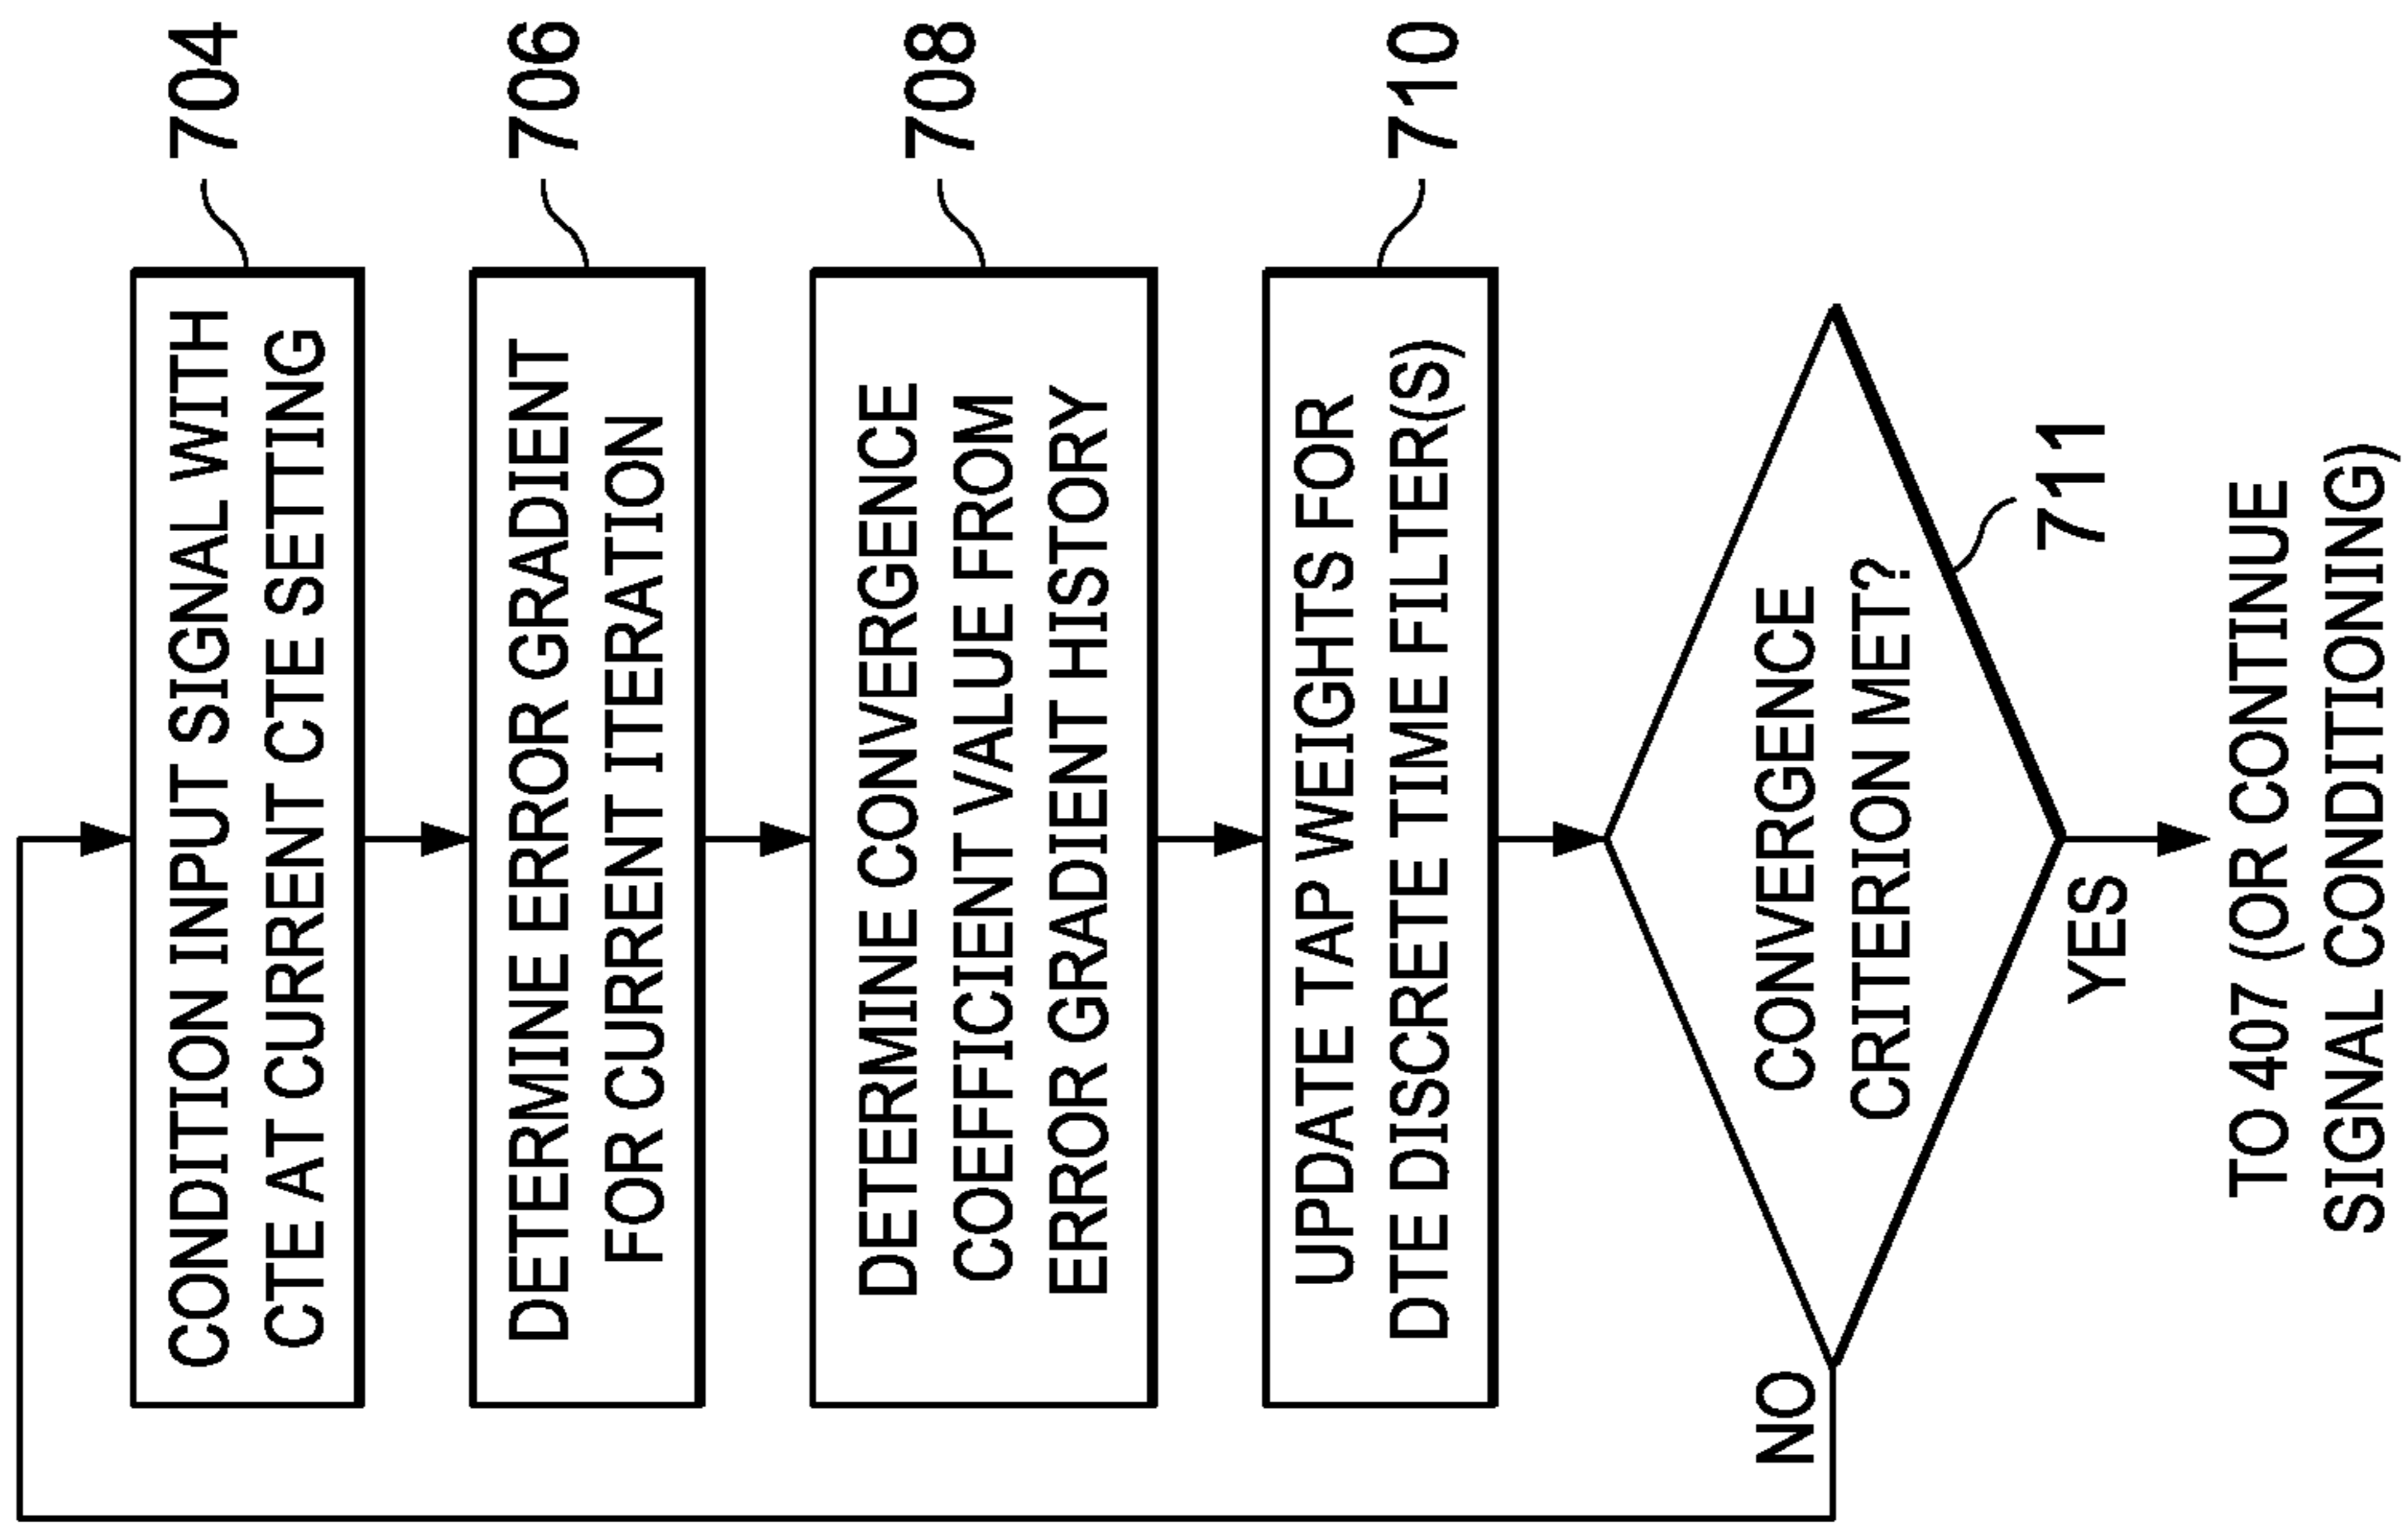 CONDITION INPUT SIGNAL WITH
CTE AT CURRENT CTE SETTING
704
DETERMINE ERROR GRADIENT
FOR CURRENT ITERATION
706
DETERMINE CONVERGENCE
COEFFICIENT VALUE FROM
ERROR GRADIENT HISTORY
708
UPDATE TAP WEIGHTS FOR
DTE DISCRETE TIME FILTER(S)
710
NO
CONVERGENCE
CRITERION MET?
711
YES
TO 407 (OR CONTINUE
SIGNAL CONDITIONING)